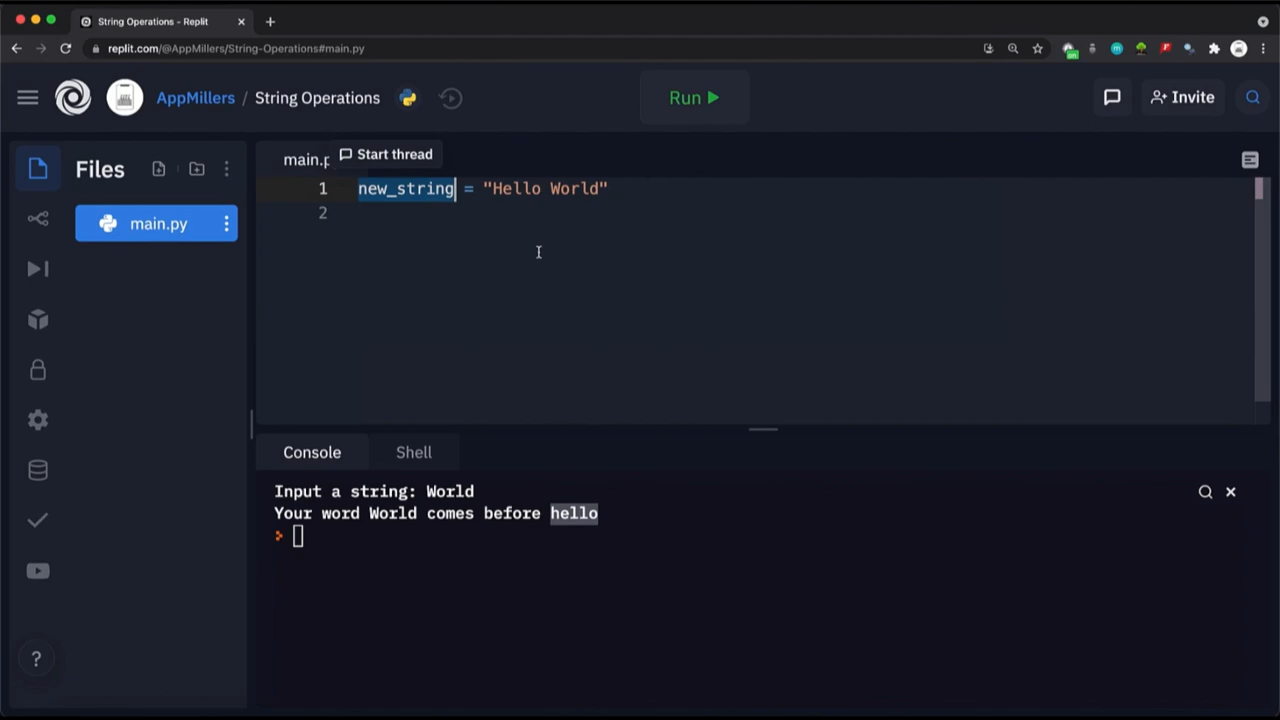 String Operations - Replit
replit.com/@AppMillers/String-Operations#main.py
AppMillers / String Operations
Run
Invite
Files
main.py
main.p
Start thread
1 new_string = "Hello World"
2
Console
Shell
Input a string: World
Your word World comes before hello
?